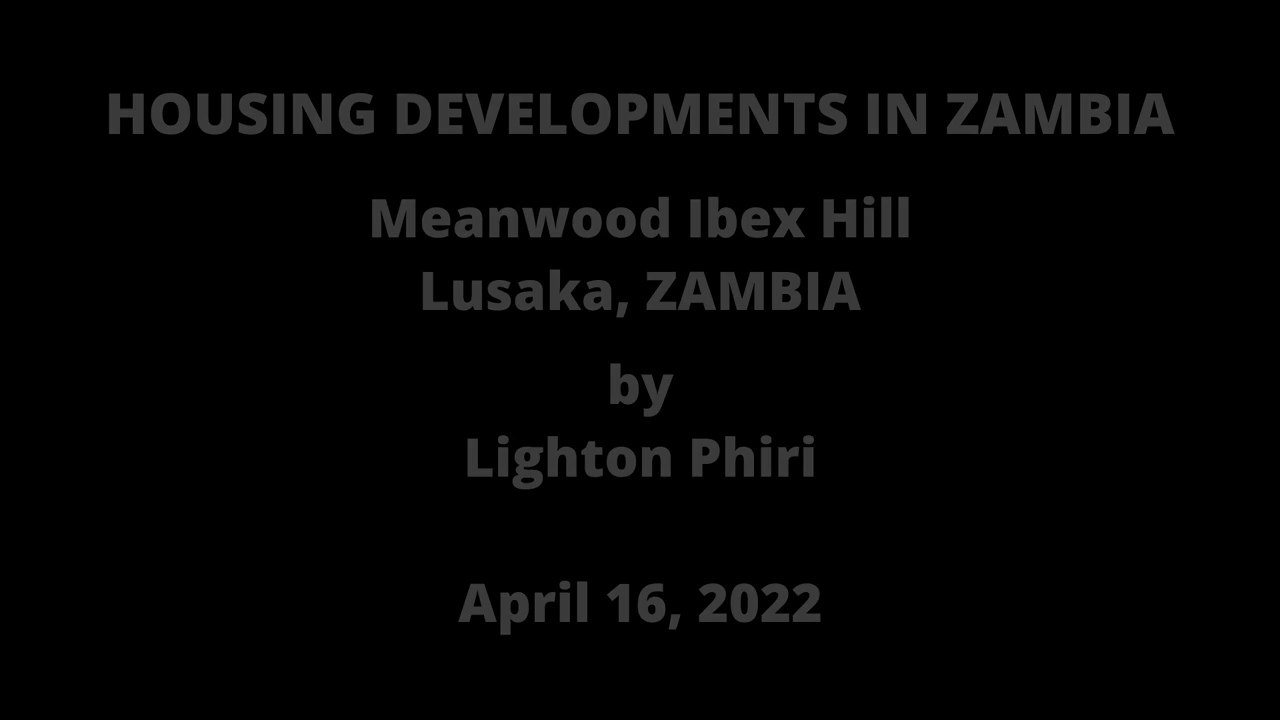 HOUSING DEVELOPMENTS IN ZAMBIA
Meanwood Ibex Hill
Lusaka, ZAMBIA
by
Lighton Phiri
April 16, 2022